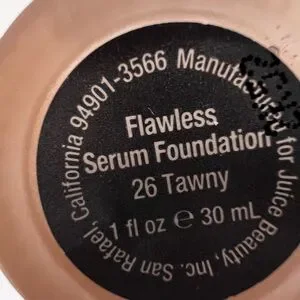 Flawless
Serum Foundation
26 Tawny
1 fl oz e 30 mL
Manufactured for Juice Beauty, Inc. San Rafael, California 94901-3566